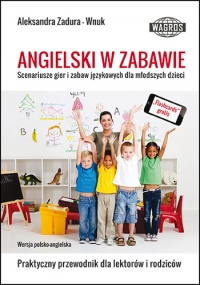 Aleksandra Zadura - Wnuk
WAGROS
ANGIELSKI W ZABAWIE
Scenariusze gier i zabaw językowych dla młodszych dzieci
Flashcards
gratis
Wersja polsko-angielska
Praktyczny przewodnik dla lektorów i rodziców